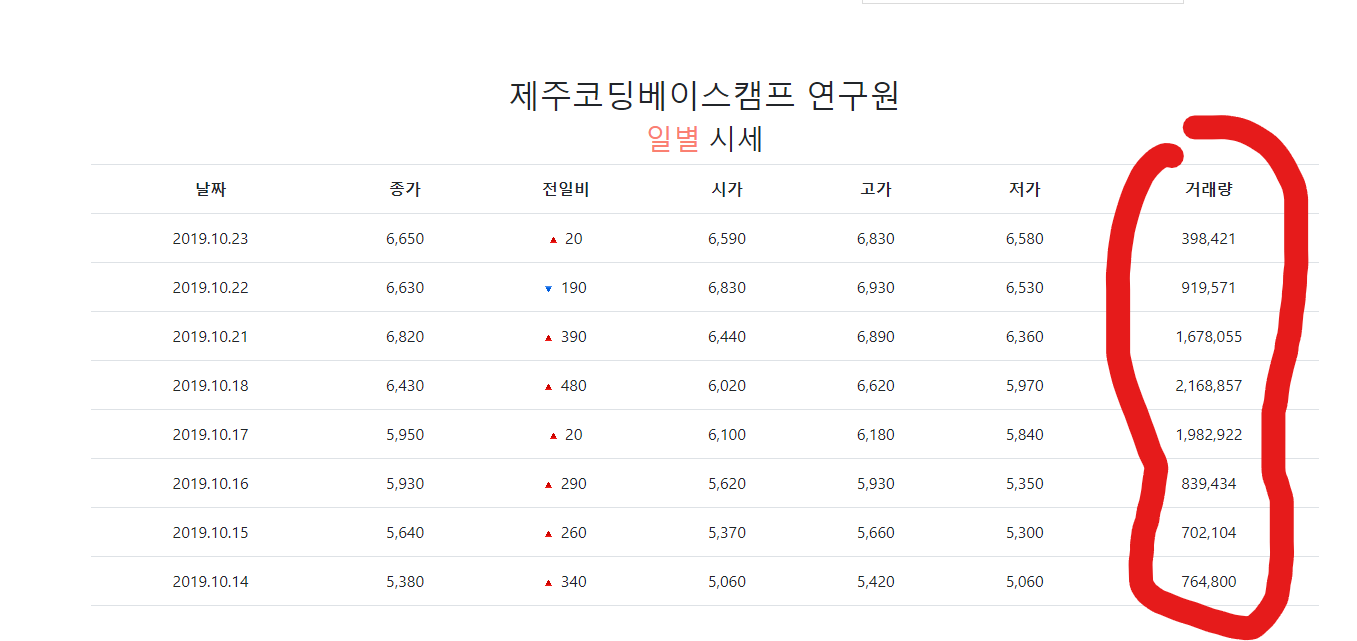 제주코딩베이스캠프 연구원
일별 시세
날짜 종가 전일비 시가 고가 저가 거래량
2019.10.23 6,650 ▲ 20 6,590 6,830 6,580 398,421
2019.10.22 6,630 ▼ 190 6,830 6,930 6,530 919,571
2019.10.21 6,820 ▲ 390 6,440 6,890 6,360 1,678,055
2019.10.18 6,430 ▲ 480 6,020 6,620 5,970 2,168,857
2019.10.17 5,950 ▲ 20 6,100 6,180 5,840 1,982,922
2019.10.16 5,930 ▲ 290 5,620 5,930 5,350 839,434
2019.10.15 5,640 ▲ 260 5,370 5,660 5,300 702,104
2019.10.14 5,380 ▲ 340 5,060 5,420 5,060 764,800